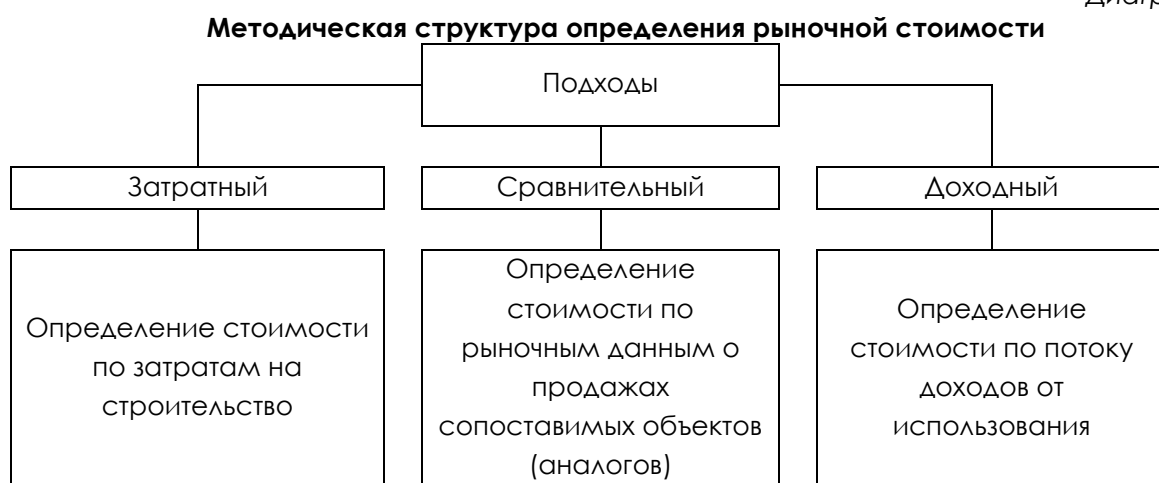 Методическая структура определения рыночной стоимости
Подходы
Затратный
Сравнительный
Доходный
Определение стоимости
по затратам на
строительство
Определение
стоимости по
рыночным данным о
продажах
сопоставимых объектов
(аналогов)
Определение
стоимости по потоку
доходов от
использования